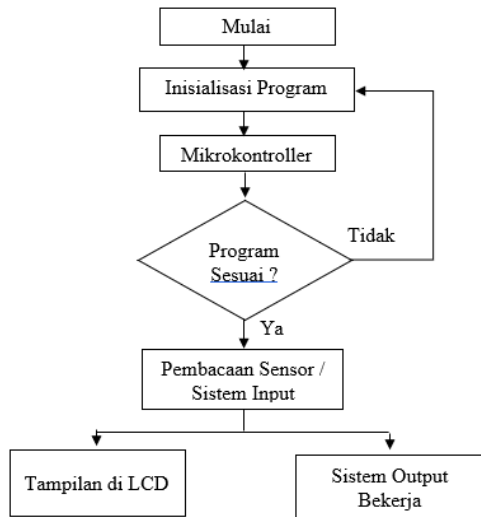 Mulai
Inisialisasi Program
Mikrokontroller
Program
Sesuai ?
Tidak
Ya
Pembacaan Sensor /
Sistem Input
Tampilan di LCD
Sistem Output
Bekerja